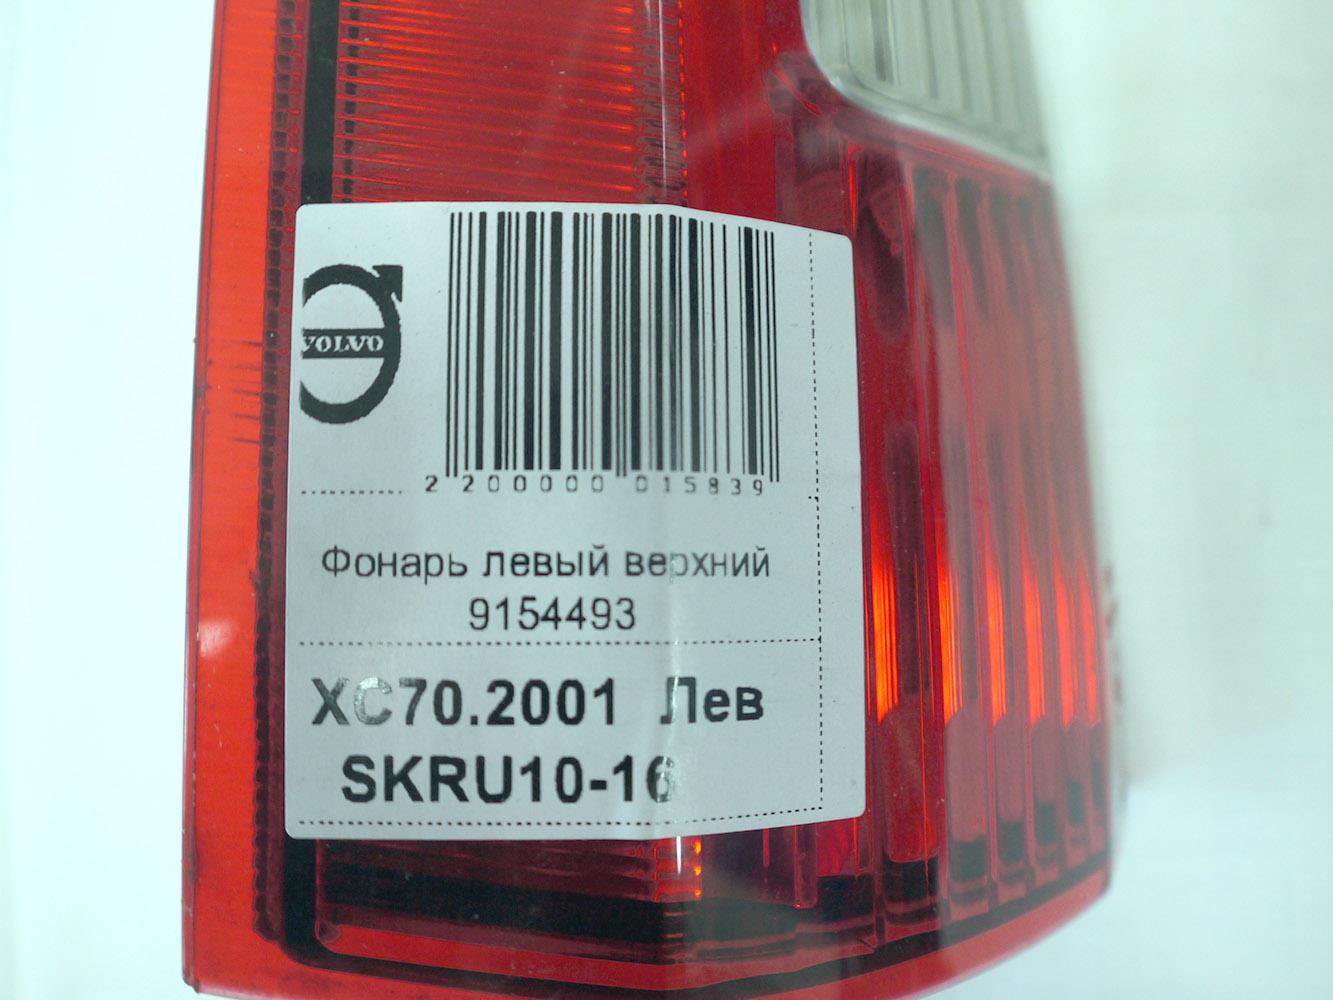 VOLVO
2 200000 015839
Фонарь левый верхний
9154493
XC70.2001 Лев
SKRU10-16